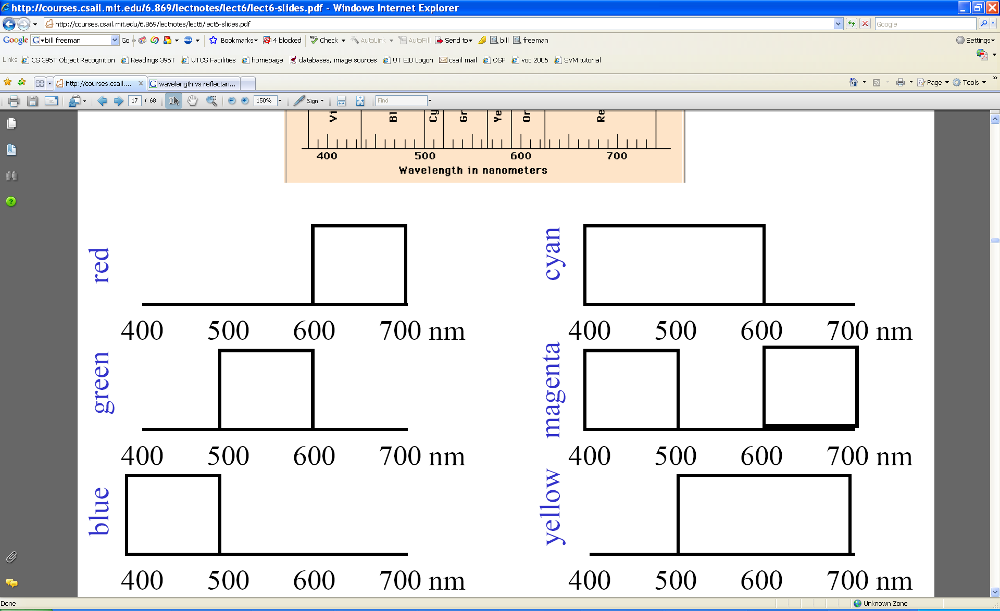 http://courses.csail.mit.edu/6.869/lectnotes/lect6/lect6-slides.pdf - Windows Internet Explorer
http://courses.csail.mit.edu/6.869/lectnotes/lect6/lect6-slides.pdf
Google
Google G bill freeman Go Bookmarks 4 blocked ABC Check AutoLink AutoFill Send to bill freeman Settings
Links CS 395T Object Recognition Readings 395T UTCS Facilities homepage databases, image sources UT EID Logon csail mail OSP voc 2006 SVM tutorial
http://courses.csail.... wavelength vs reflectan... Page Tools
17 / 68 150% Sign Find
Vi Bl Cy Gr Ye Or Re
400 500 600 700
Wavelength in nanometers
red
400 500 600 700 nm
cyan
400 500 600 700 nm
green
400 500 600 700 nm
magenta
400 500 600 700 nm
blue
400 500 600 700 nm
yellow
400 500 600 700 nm
Done Unknown Zone